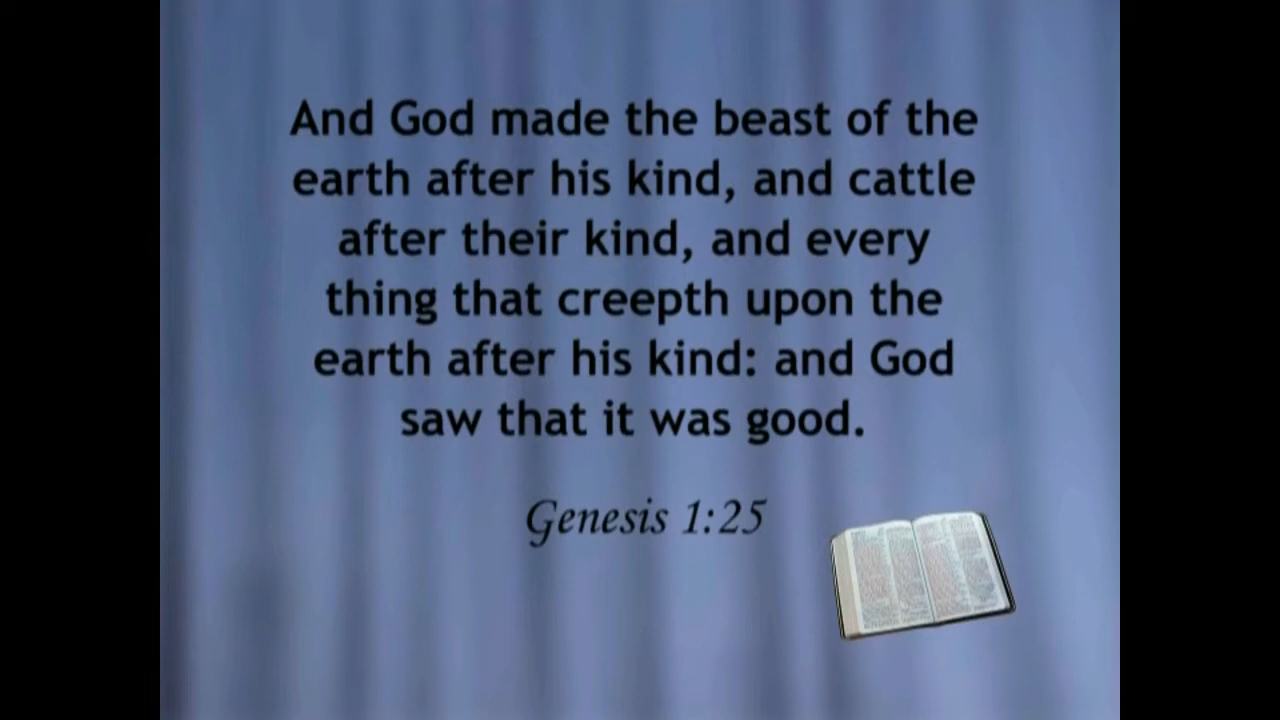 And God made the beast of the
earth after his kind, and cattle
after their kind, and every
thing that creepth upon the
earth after his kind: and God
saw that it was good.
Genesis 1:25